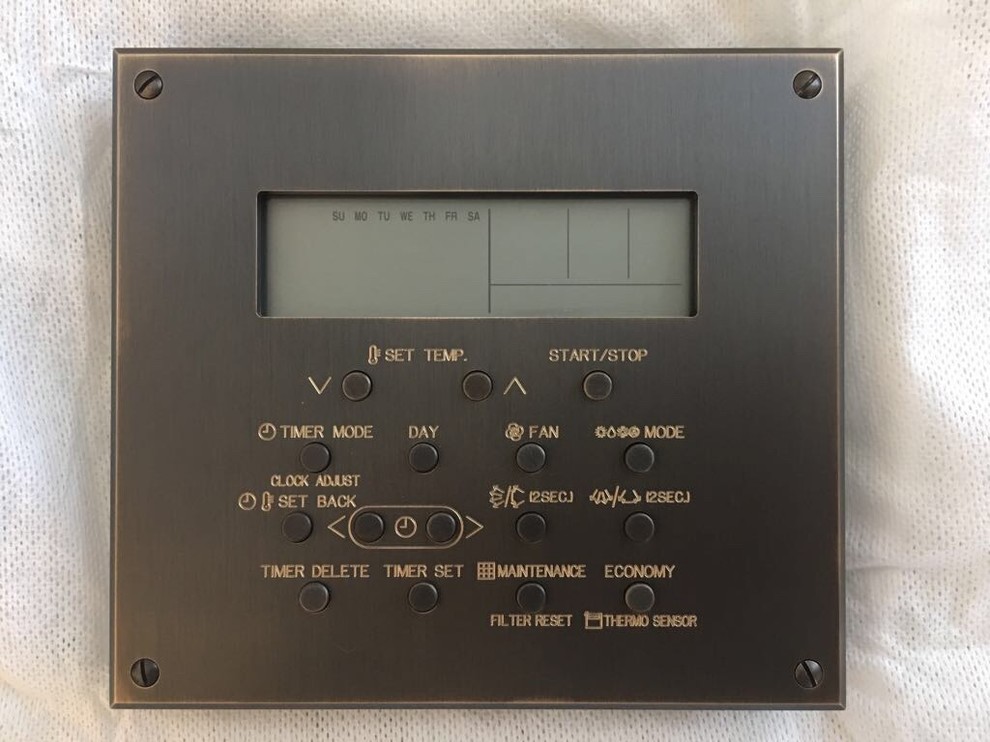 SU MO TU WE TH FR SA
SET TEMP. START/STOP
TIMER MODE DAY FAN MODE
CLOCK ADJUST
SET BACK [2SEC.] [2SEC.]
TIMER DELETE TIMER SET MAINTENANCE ECONOMY
FILTER RESET THERMO SENSOR